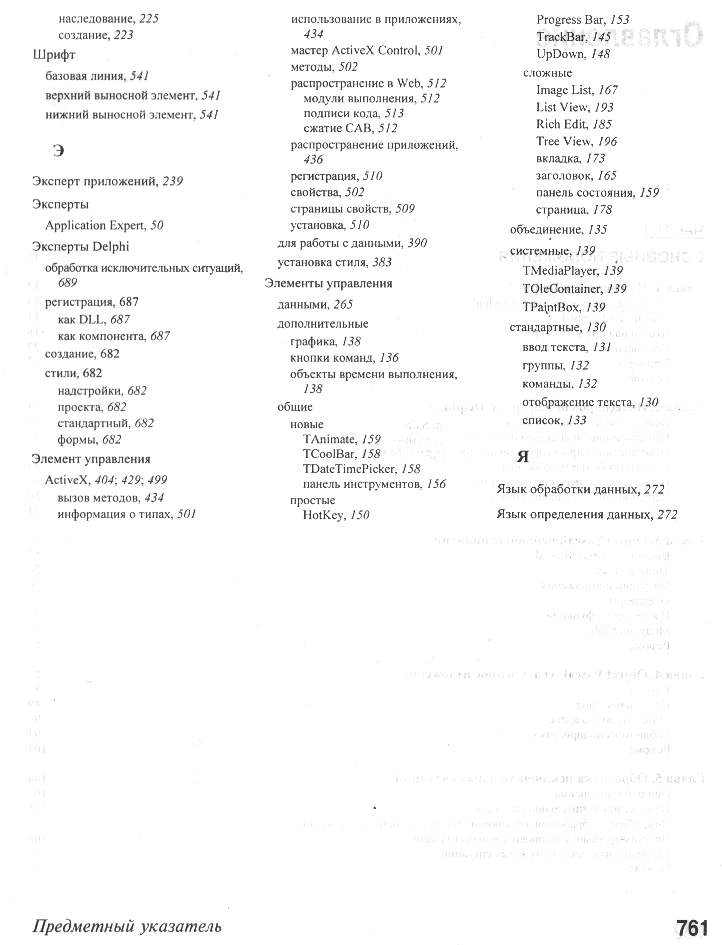 наследование, 225
создание, 223
Шрифт
базовая линия, 541
верхний выносной элемент, 541
нижний выносной элемент, 541
Э
Эксперт приложений, 239
Эксперты
Application Expert, 50
Эксперты Delphi
обработка исключительных ситуаций,
689
регистрация, 687
как DLL, 687
как компонента, 687
создание, 682
стили, 682
надстройки, 682
проекта, 682
стандартный, 682
формы, 682
Элемент управления
ActiveX, 404; 429; 499
вызов методов, 434
информация о типах, 501
использование в приложениях,
434
мастер ActiveX Control, 501
методы, 502
распространение в Web, 512
модули выполнения, 512
подписи кода, 513
сжатие CAB, 512
распространение приложений,
436
регистрация, 510
свойства, 502
страницы свойств, 509
установка, 510
для работы с данными, 390
установка стиля, 383
Элементы управления
данными, 265
дополнительные
графика, 138
кнопки команд, 136
объекты времени выполнения,
138
общие
новые
TAnimate, 159
TCoolBar, 158
TDateTimePicker, 158
панель инструментов, 156
простые
HotKey, 150
Progress Bar, 153
TrackBar, 145
UpDown, 148
сложные
Image List, 167
List View, 193
Rich Edit, 185
Tree View, 196
вкладка, 173
заголовок, 165
панель состояния, 159
страница, 178
объединение, 135
системные, 139
TMediaPlayer, 139
TOleContainer, 139
TPaintBox, 139
стандартные, 130
ввод текста, 131
группы, 132
команды, 132
отображение текста, 130
список, 133
Я
Язык обработки данных, 272
Язык определения данных, 272
Предметный указатель
761